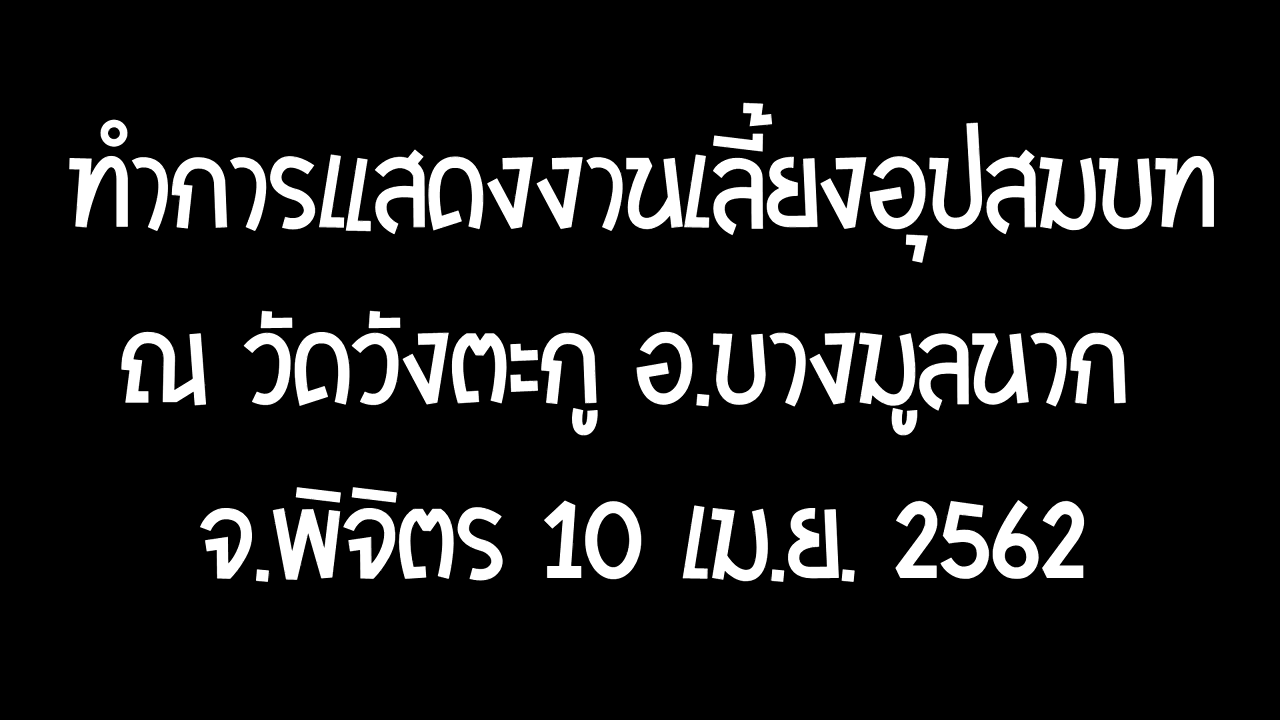 ทำการแสดงงานเลี้ยงอุปสมบท
ณ วัดวังตะกู อ.บางมูลนาก
จ.พิจิตร 10 เม.ย. 2562